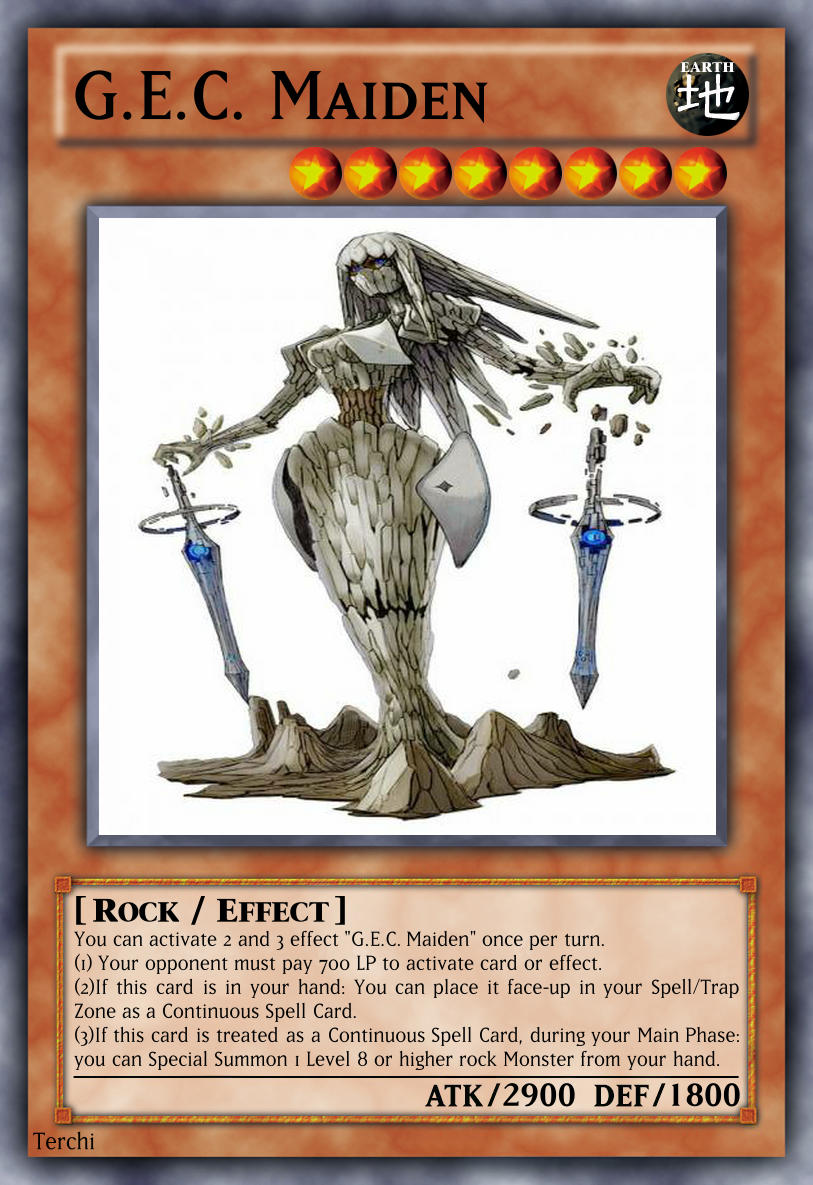 G.E.C. Maiden
EARTH
地
[ Rock / Effect ]
You can activate 2 and 3 effect "G.E.C. Maiden" once per turn.
(1) Your opponent must pay 700 LP to activate card or effect.
(2)If this card is in your hand: You can place it face-up in your Spell/Trap
Zone as a Continuous Spell Card.
(3)If this card is treated as a Continuous Spell Card, during your Main Phase:
you can Special Summon 1 Level 8 or higher rock Monster from your hand.
ATK/2900 DEF/1800
Terchi